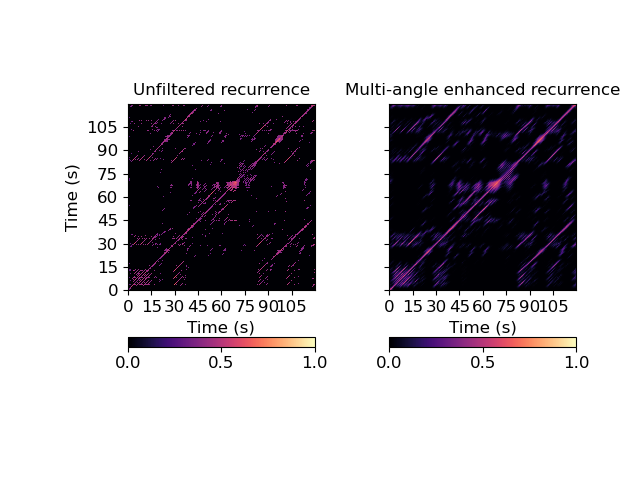 Unfiltered recurrence
Multi-angle enhanced recurrence
Time (s)
105
90
75
60
45
30
15
0
0 15 30 45 60 75 90 105
0 15 30 45 60 75 90 105
Time (s)
Time (s)
0.0 0.5 1.0
0.0 0.5 1.0